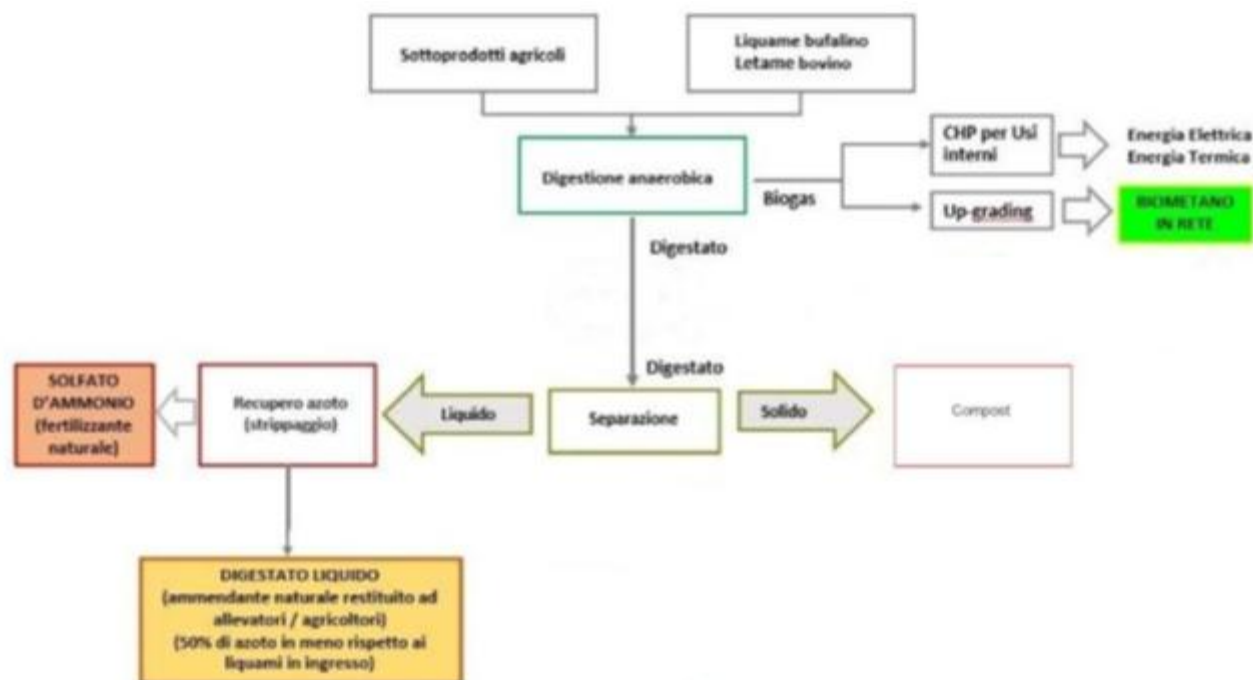 Sottoprodotti agricoli
Liquame bufalino
Letame bovino
CHP per Usi
interni
Energia Elettrica
Energia Termica
Digestione anaerobica
Biogas
Up-grading
BIOMETANO
IN RETE
Digestato
Digestato
SOLFATO
D'AMMONIO
(fertilizzante
naturale)
Recupero azoto
(strippaggio)
Liquido
Separazione
Solido
Compost
DIGESTATO LIQUIDO
(ammendante naturale restituito ad
allevatori / agricoltori)
(50% di azoto in meno rispetto ai
liquami in ingresso)